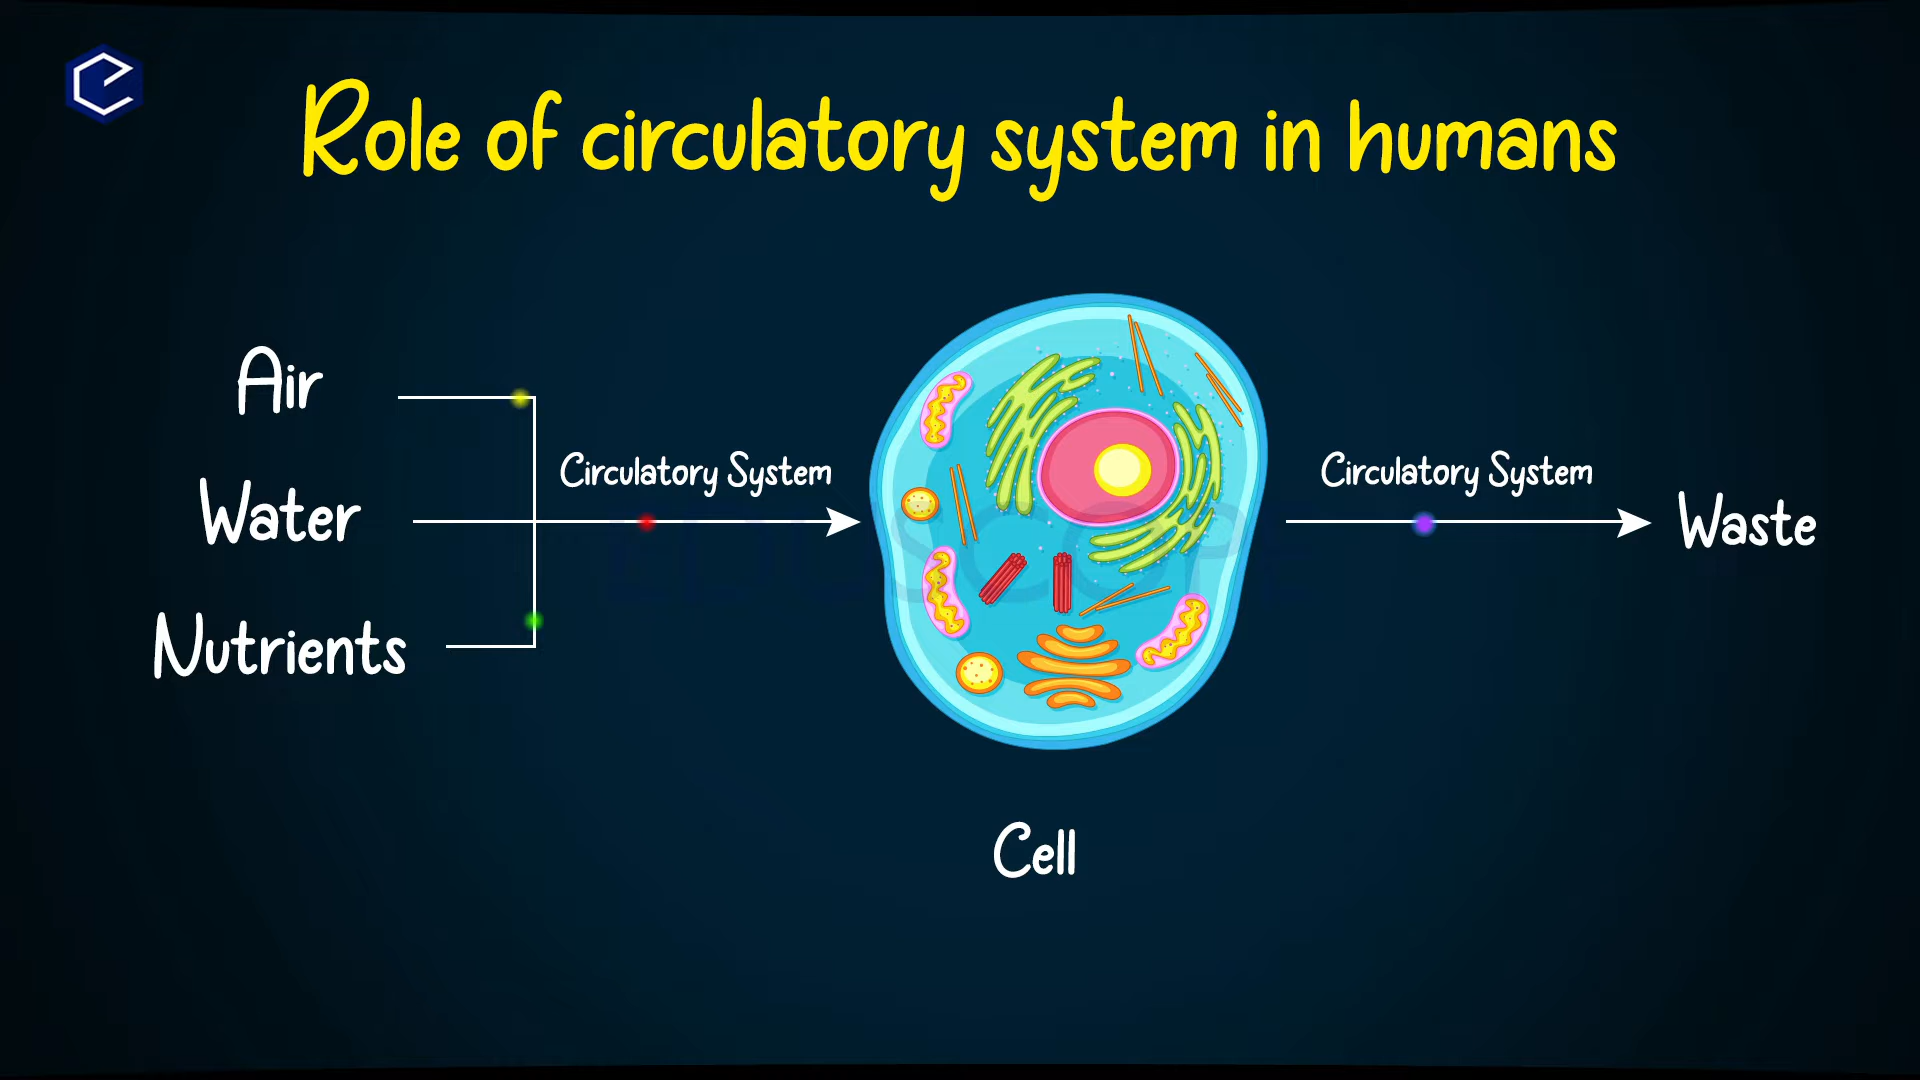 Role of circulatory system in humans
Air
Water
Nutrients
Circulatory System
Cell
Circulatory System
Waste